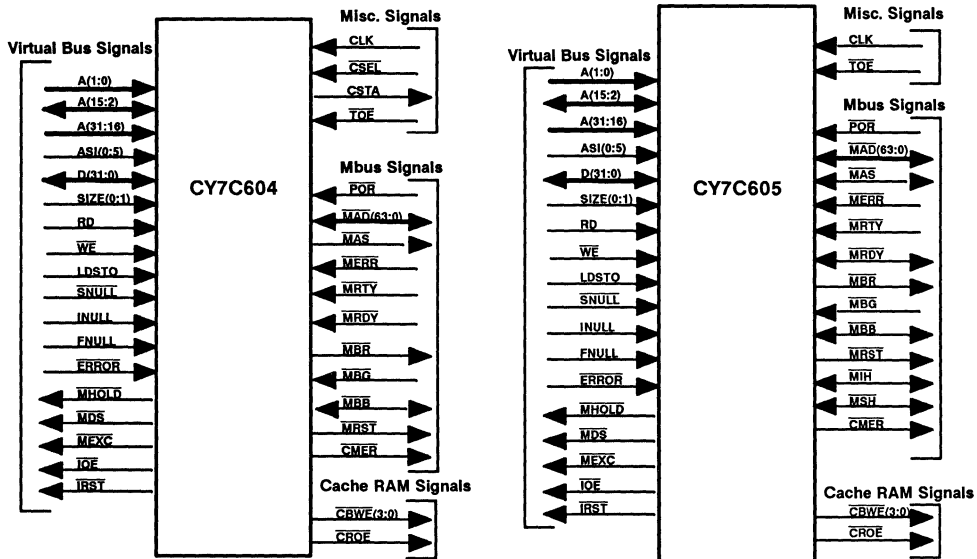 Misc. Signals
Virtual Bus Signals
CLK
CSEL
CSTA
TOE
A(1:0)
A(15:2)
A(31:16)
ASI(0:5)
D(31:0)
SIZE(0:1)
RD
WE
LDSTO
SNULL
INULL
FNULL
ERROR
MHOLD
MDS
MEXC
IOE
IRST
CY7C604
Mbus Signals
POR
MAD(63:0)
MAS
MERR
MRTY
MRDY
MBR
MBG
MBB
MRST
CMER
Cache RAM Signals
CBWE(3:0)
CROE
Misc. Signals
Virtual Bus Signals
CLK
TOE
A(1:0)
A(15:2)
A(31:16)
ASI(0:5)
D(31:0)
SIZE(0:1)
RD
WE
LDSTO
SNULL
INULL
FNULL
ERROR
MHOLD
MDS
MEXC
IOE
IRST
CY7C605
Mbus Signals
POR
MAD(63:0)
MAS
MERR
MRTY
MRDY
MBR
MBG
MBB
MRST
MIH
MSH
CMER
Cache RAM Signals
CBWE(3:0)
CROE